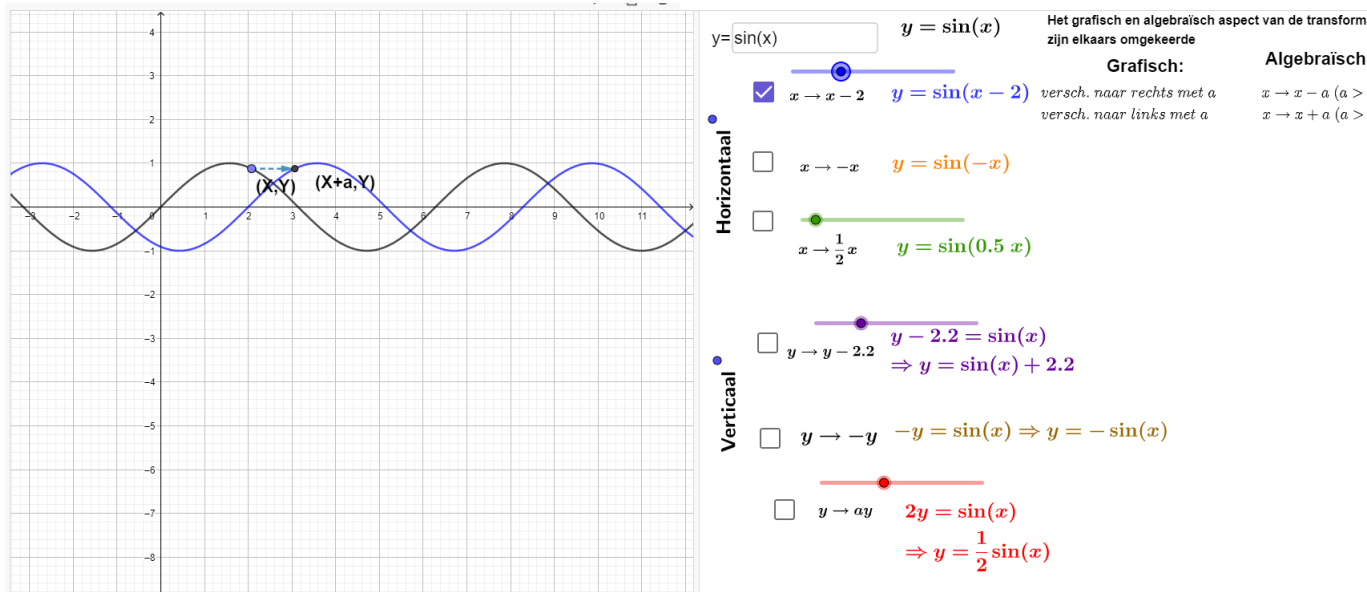 4
3
2
1
−1
−2
−3
−4
−5
−6
−7
−8
−3 −2 −1 0 1 2 3 4 5 6 7 8 9 10 11
(X,Y) (X+a,Y)
y= sin(x)
y = sin(x)
Het grafisch en algebraïsch aspect van de transform
zijn elkaars omgekeerde
Grafisch: Algebraïsch
x → x − 2 y = sin(x − 2)
versch. naar rechts met a x → x − a (a >
versch. naar links met a x → x + a (a >
Horizontaal
x → −x y = sin(−x)
x → 1/2 x y = sin(0.5 x)
Verticaal
y → y − 2.2 y − 2.2 = sin(x)
⇒ y = sin(x) + 2.2
y → −y −y = sin(x) ⇒ y = − sin(x)
y → ay 2y = sin(x)
⇒ y = 1/2 sin(x)